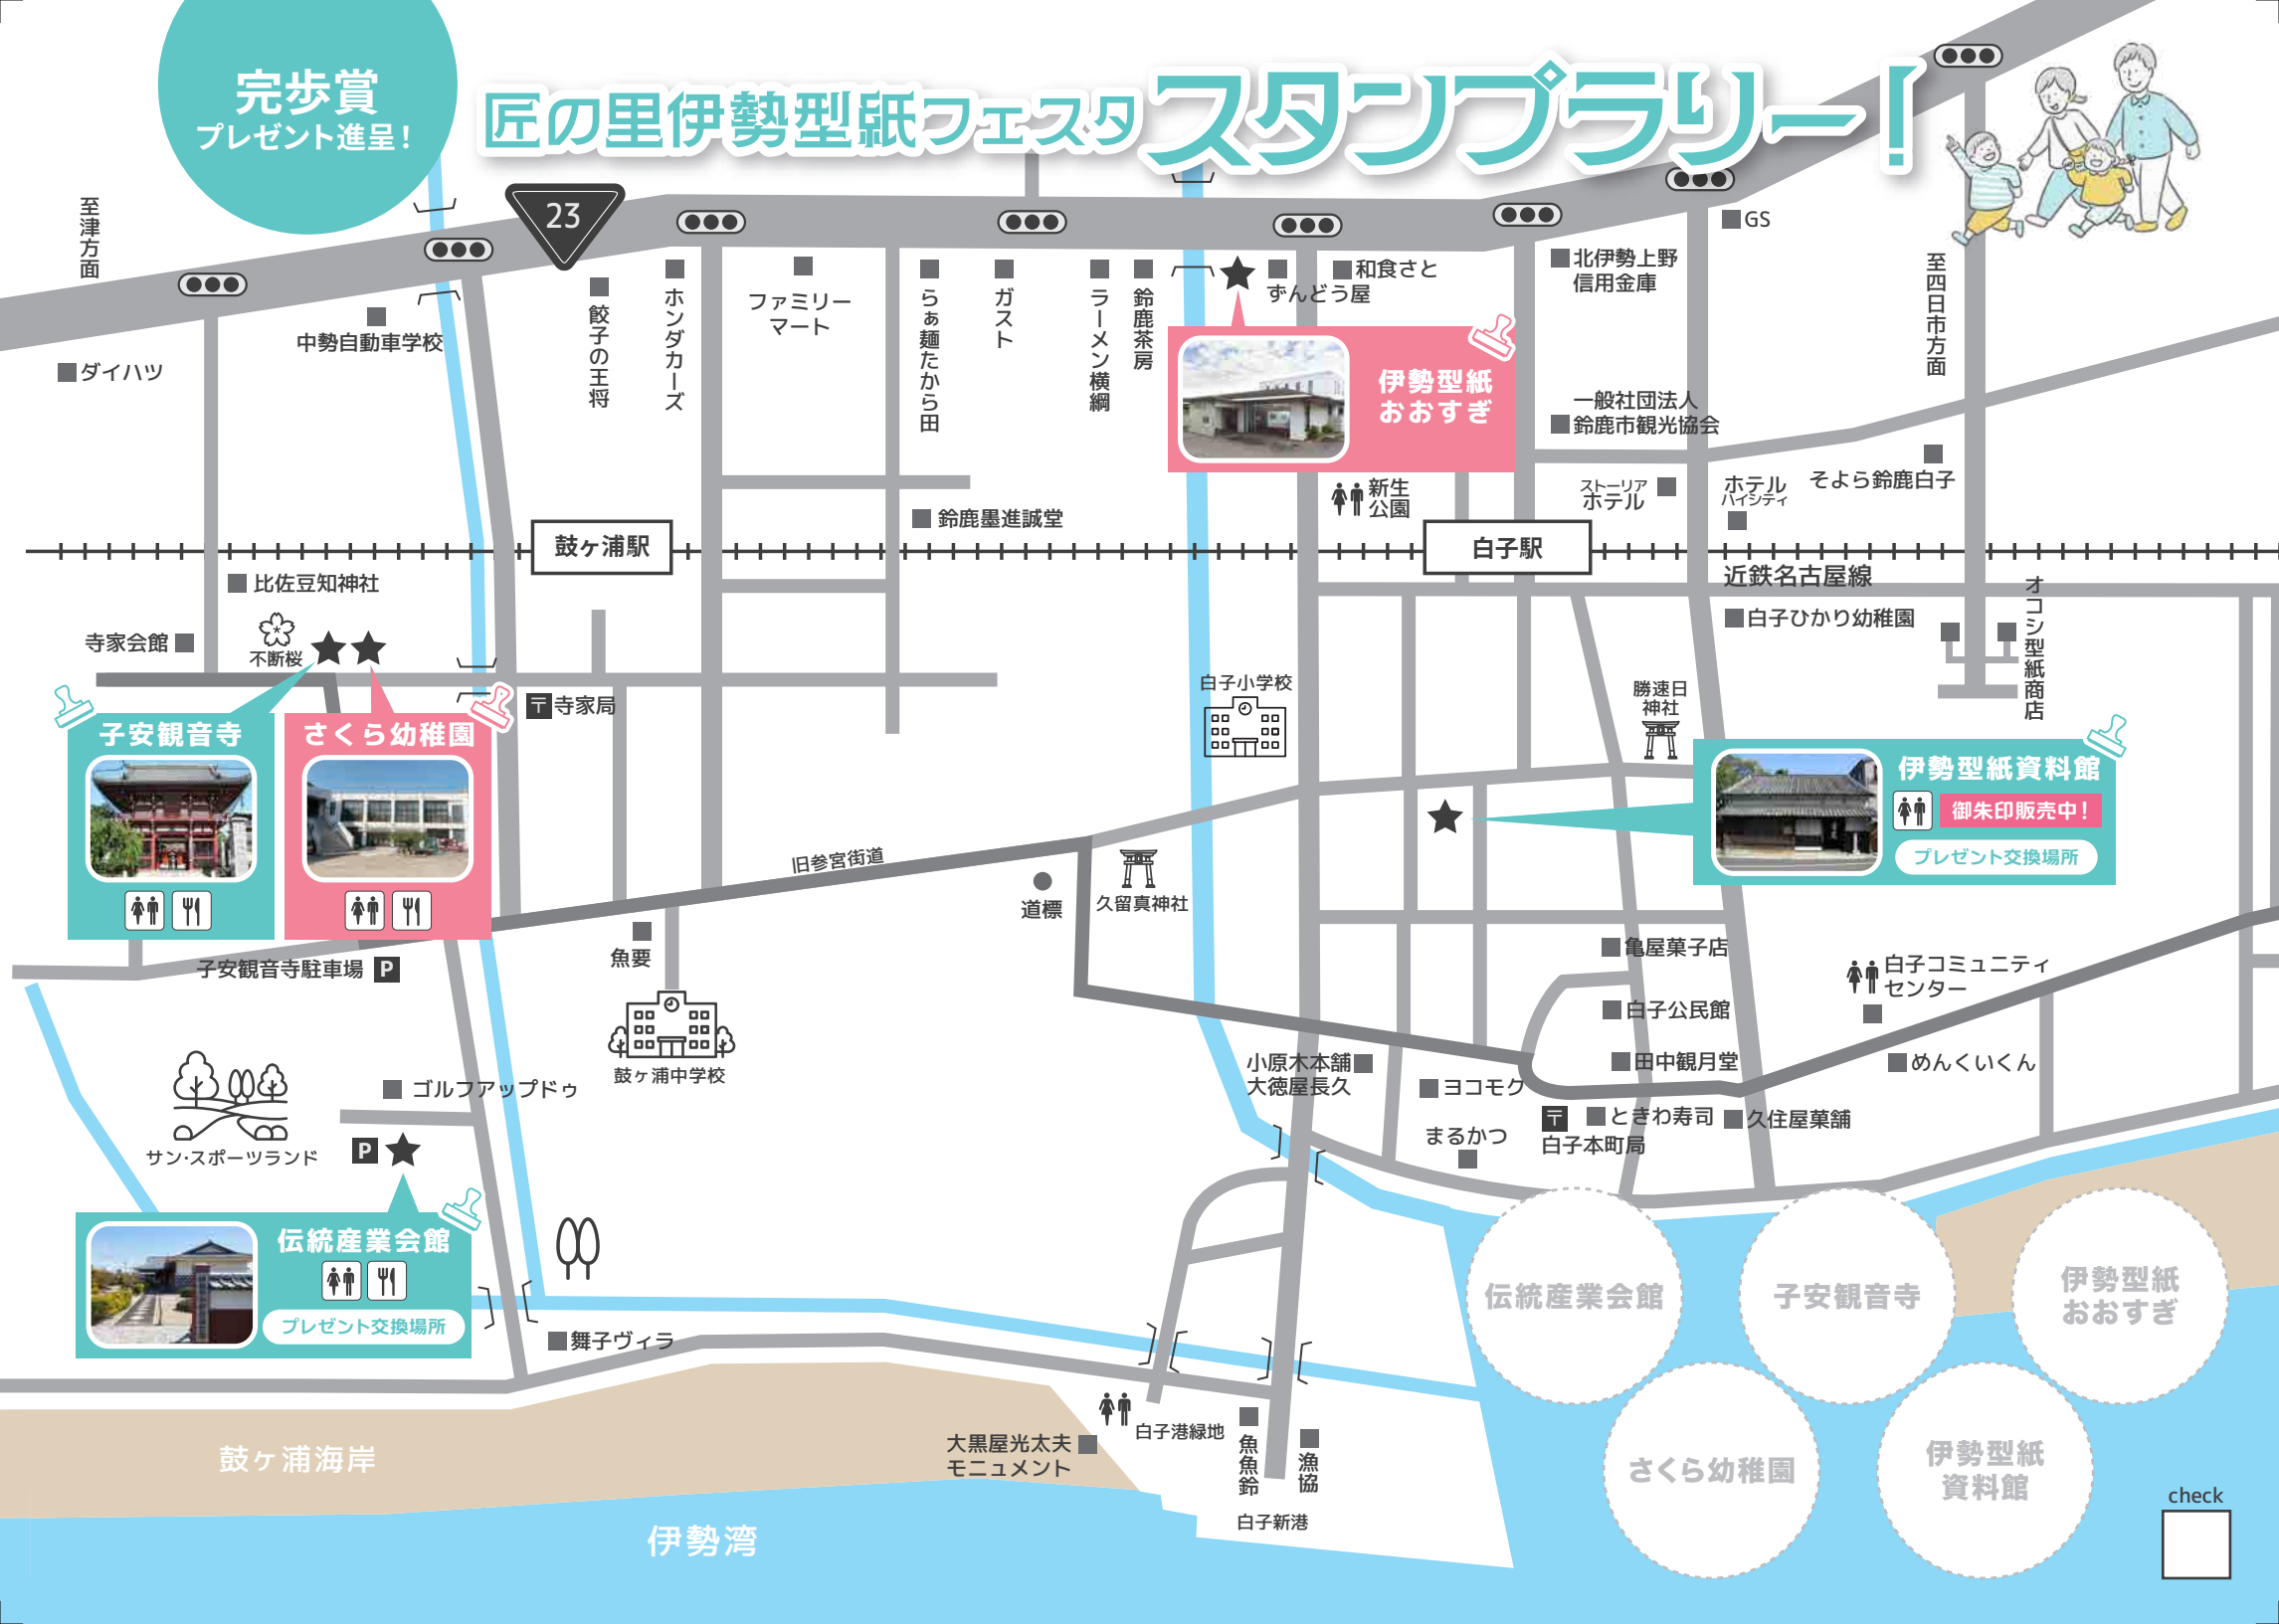 完歩賞
プレゼント進呈！
匠の里伊勢型紙フェスタ スタンプラリー！
至津方面
23
GS
至四日市方面
中勢自動車学校
ダイハツ
餃子の王将
ホンダカーズ
ファミリー
マート
らぁ麺たから田
ガスト
ラーメン横綱
鈴鹿茶房
ずんどう屋
和食さと
北伊勢上野
信用金庫
伊勢型紙
おおすぎ
一般社団法人
鈴鹿市観光協会
新生
公園
ストーリア
ホテル
ホテル
ハイシティ
そよら鈴鹿白子
鈴鹿墨進誠堂
鼓ヶ浦駅
白子駅
近鉄名古屋線
比佐豆知神社
寺家会館
不断桜
白子ひかり幼稚園
オコシ型紙商店
寺家局
白子小学校
勝速日
神社
子安観音寺
さくら幼稚園
伊勢型紙資料館
御朱印販売中！
プレゼント交換場所
旧参宮街道
道標
久留真神社
魚要
子安観音寺駐車場
P
鼓ヶ浦中学校
亀屋菓子店
白子公民館
田中観月堂
白子コミュニティ
センター
めんくいくん
小原木本舗
大徳屋長久
ヨコモク
まるかつ
ときわ寿司
久住屋菓舗
白子本町局
ゴルフアップドゥ
サン・スポーツランド
P
伝統産業会館
プレゼント交換場所
舞子ヴィラ
鼓ヶ浦海岸
伊勢湾
大黒屋光太夫
モニュメント
白子港緑地
魚魚鈴
漁協
白子新港
伝統産業会館
子安観音寺
伊勢型紙
おおすぎ
さくら幼稚園
伊勢型紙
資料館
check